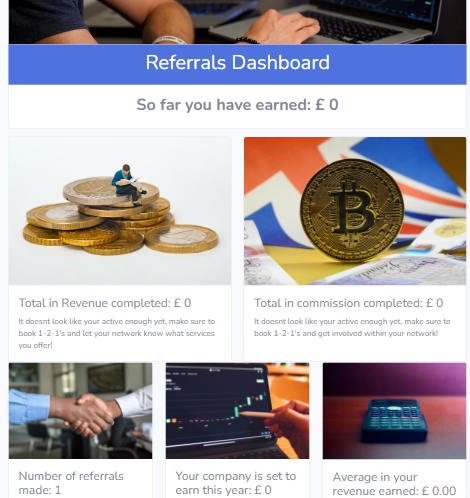 Referrals Dashboard
So far you have earned: £ 0
Total in Revenue completed: £ 0
It doesnt look like your active enough yet, make sure to
book 1-2-1's and let your network know what services
you offer!
Total in commission completed: £ 0
It doesnt look like your active enough yet, make sure to
book 1-2-1's and get involved within your network!
Number of referrals
made: 1
Your company is set to
earn this year: £ 0
Average in your
revenue earned: £ 0.00